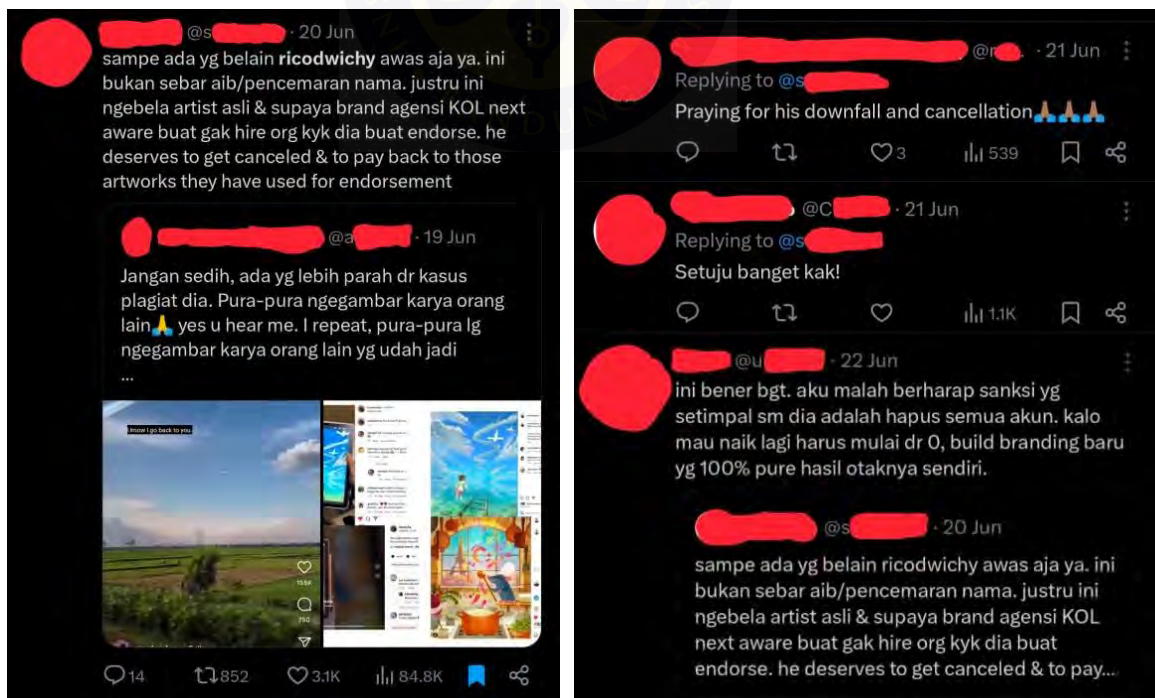 @s · 20 Jun
sampe ada yg belain ricodwichy awas aja ya. ini
bukan sebar aib/pencemaran nama. justru ini
ngebela artist asli & supaya brand agensi KOL next
aware buat gak hire org kyk dia buat endorse. he
deserves to get canceled & to pay back to those
artworks they have used for endorsement
@a · 19 Jun
Jangan sedih, ada yg lebih parah dr kasus
plagiat dia. Pura-pura ngegambar karya orang
lain🙏 yes u hear me. I repeat, pura-pura lg
ngegambar karya orang lain yg udah jadi
...
I know I go back to you
750
14 852 3.1K 84.8K
@r · 21 Jun
Replying to @s
Praying for his downfall and cancellation🙏🏽🙏🏽🙏🏽
3 539
@C · 21 Jun
Replying to @s
Setuju banget kak!
1.1K
@u · 22 Jun
ini bener bgt. aku malah berharap sanksi yg
setimpal sm dia adalah hapus semua akun. kalo
mau naik lagi harus mulai dr 0, build branding baru
yg 100% pure hasil otaknya sendiri.
@s · 20 Jun
sampe ada yg belain ricodwichy awas aja ya. ini
bukan sebar aib/pencemaran nama. justru ini
ngebela artist asli & supaya brand agensi KOL
next aware buat gak hire org kyk dia buat
endorse. he deserves to get canceled & to pay...